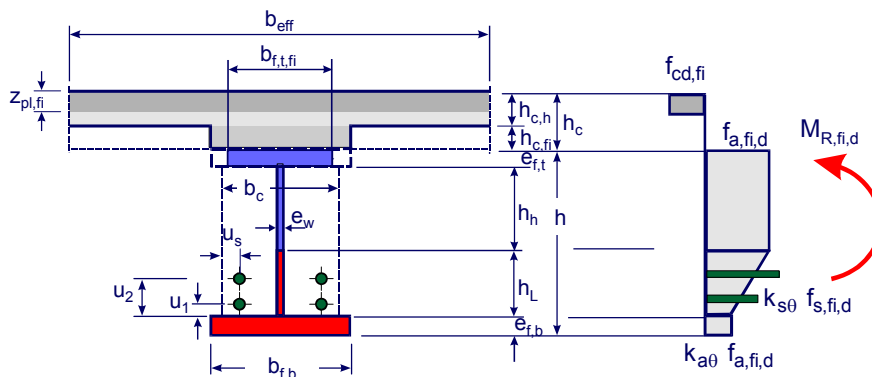 b_eff
b_f,t,fi
f_cd,fi
z_pl,fi
h_c,h
h_c
h_c,fi
M_R,fi,d
f_a,fi,d
e_f,t
b_c
e_w
h_h
h
u_s
u_2
u_1
h_L
k_sθ f_s,fi,d
e_f,b
b_f,b
k_aθ f_a,fi,d